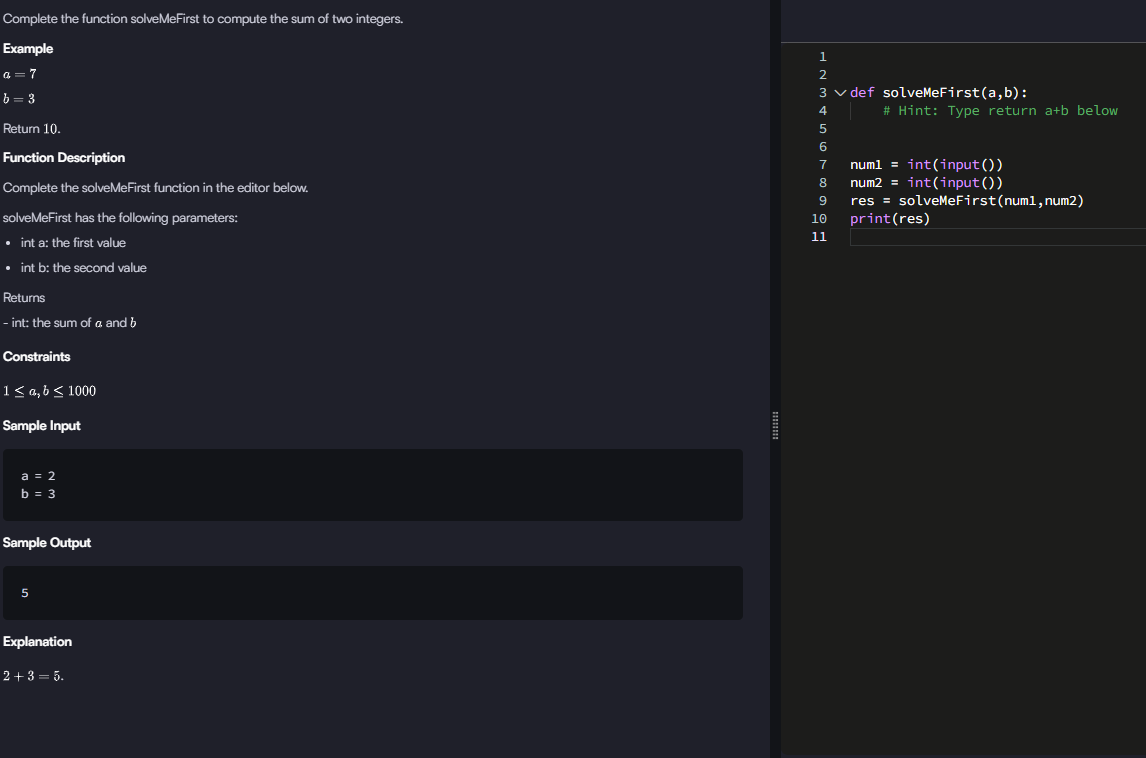 Complete the function solveMeFirst to compute the sum of two integers.
Example
a = 7
b = 3
Return 10.
Function Description
Complete the solveMeFirst function in the editor below.
solveMeFirst has the following parameters:
• int a: the first value
• int b: the second value
Returns
- int: the sum of a and b
Constraints
1 ≤ a, b ≤ 1000
Sample Input
a = 2
b = 3
Sample Output
5
Explanation
2 + 3 = 5.
1
2
3 def solveMeFirst(a,b):
4     # Hint: Type return a+b below
5
6
7 num1 = int(input())
8 num2 = int(input())
9 res = solveMeFirst(num1,num2)
10 print(res)
11